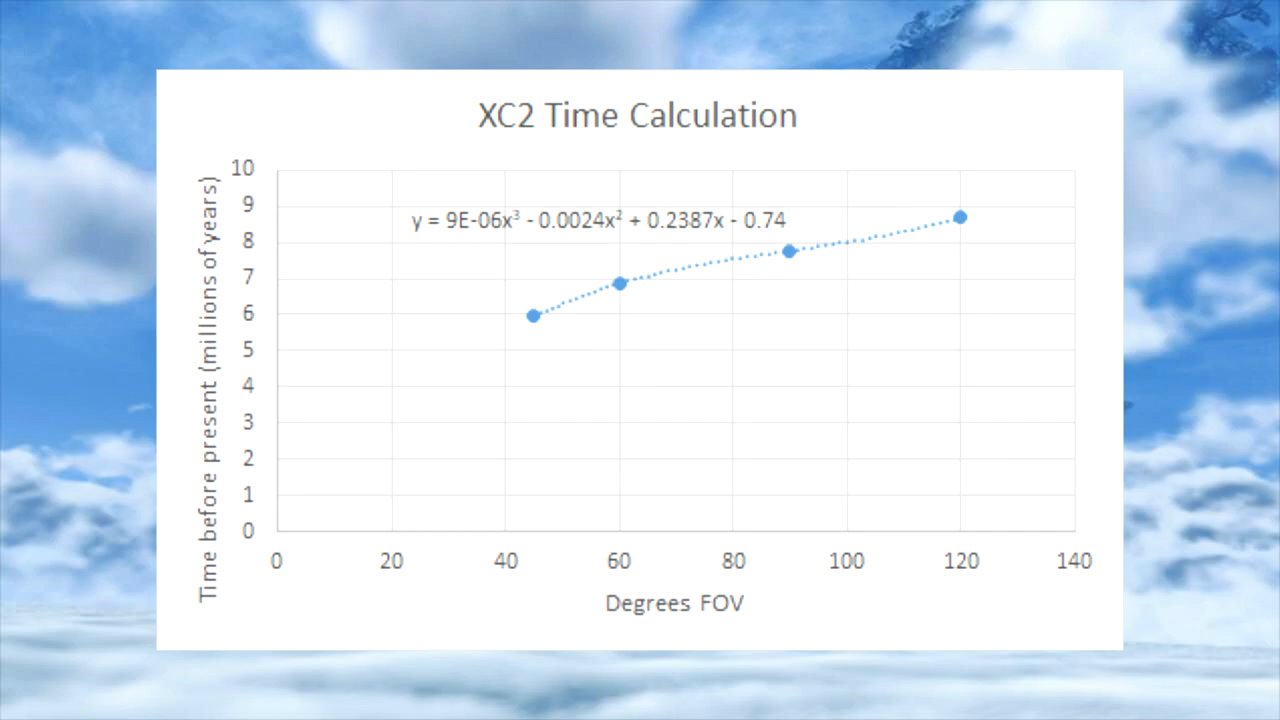 XC2 Time Calculation
Time before present (millions of years)
10
9
8
7
6
5
4
3
2
1
0
y = 9E-06x³ - 0.0024x² + 0.2387x - 0.74
0 20 40 60 80 100 120 140
Degrees FOV